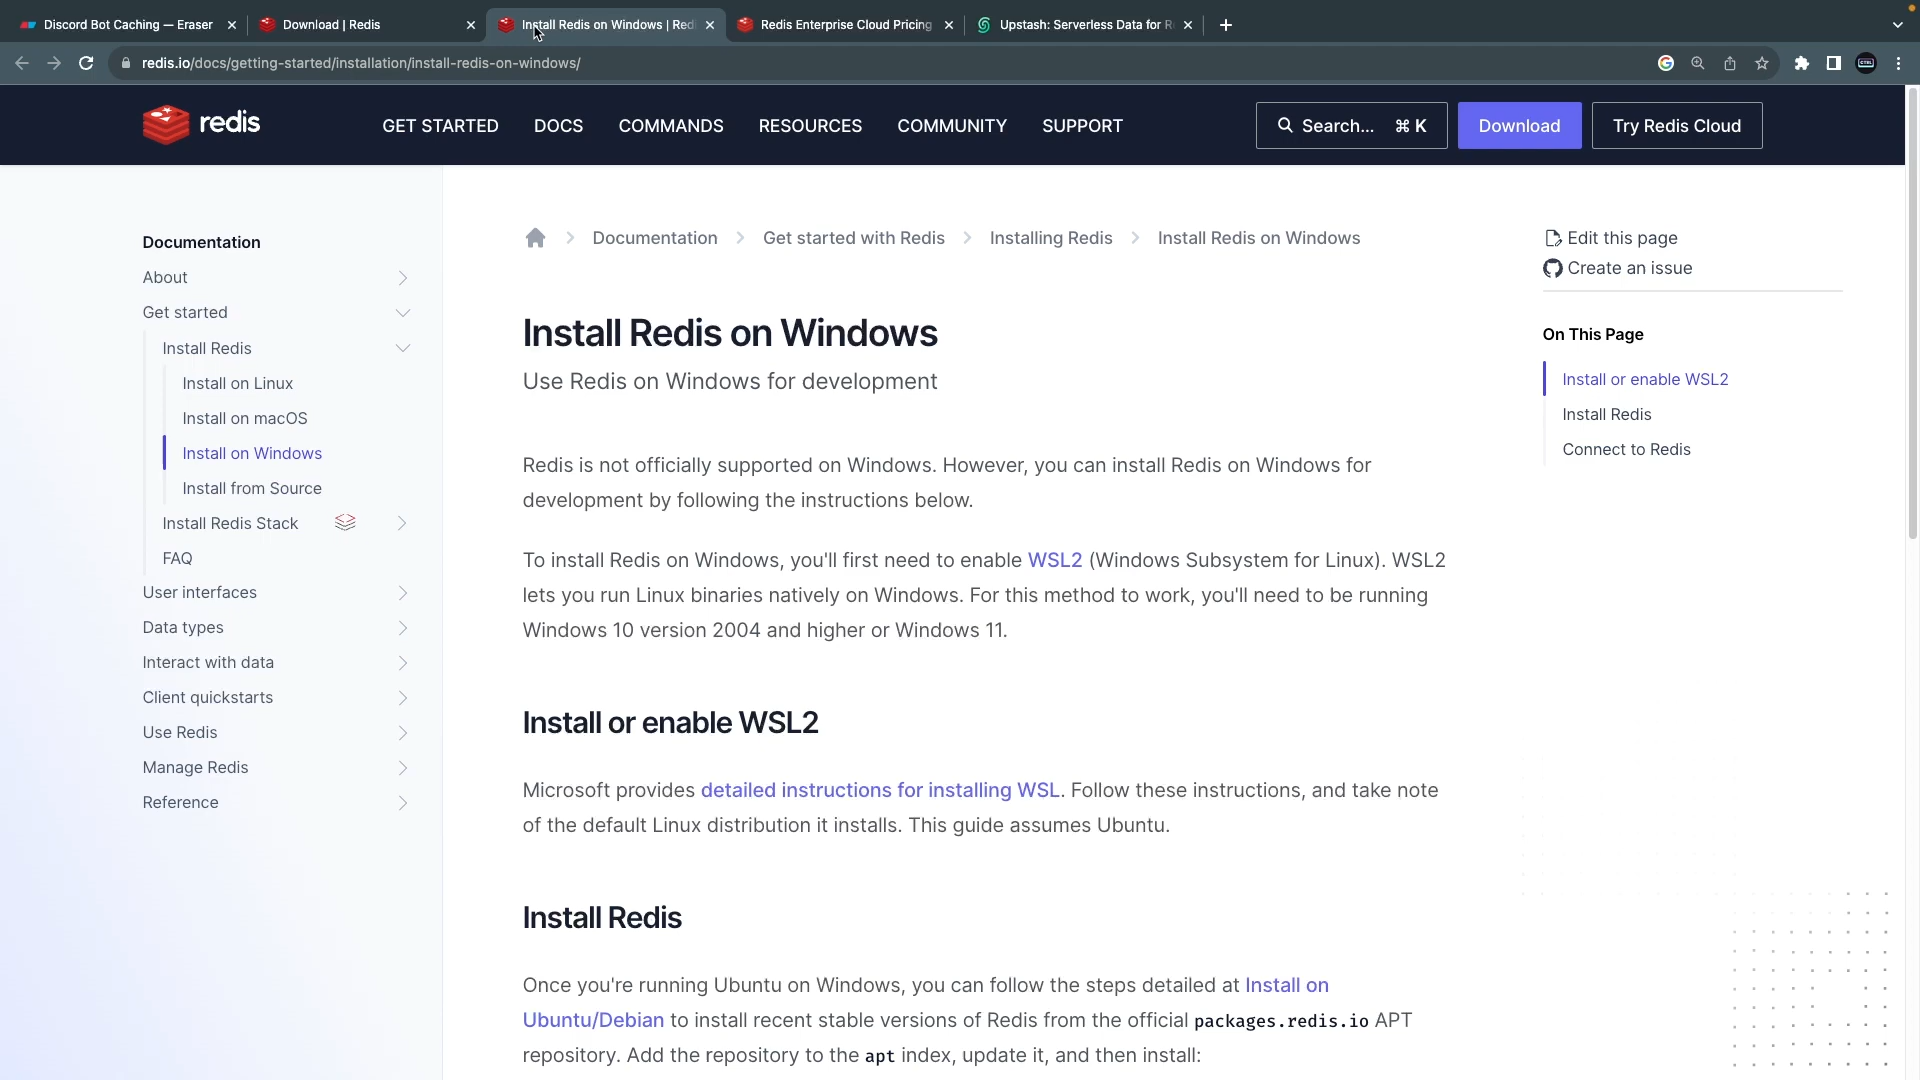 Discord Bot Caching — Eraser
Download | Redis
Install Redis on Windows | Red
Redis Enterprise Cloud Pricing
Upstash: Serverless Data for R
redis.io/docs/getting-started/installation/install-redis-on-windows/
redis
GET STARTED
DOCS
COMMANDS
RESOURCES
COMMUNITY
SUPPORT
Search... ⌘ K
Download
Try Redis Cloud
Documentation
About
Get started
Install Redis
Install on Linux
Install on macOS
Install on Windows
Install from Source
Install Redis Stack
FAQ
User interfaces
Data types
Interact with data
Client quickstarts
Use Redis
Manage Redis
Reference
Documentation
Get started with Redis
Installing Redis
Install Redis on Windows
Install Redis on Windows
Use Redis on Windows for development
Redis is not officially supported on Windows. However, you can install Redis on Windows for
development by following the instructions below.
To install Redis on Windows, you'll first need to enable WSL2 (Windows Subsystem for Linux). WSL2
lets you run Linux binaries natively on Windows. For this method to work, you'll need to be running
Windows 10 version 2004 and higher or Windows 11.
Install or enable WSL2
Microsoft provides detailed instructions for installing WSL. Follow these instructions, and take note
of the default Linux distribution it installs. This guide assumes Ubuntu.
Install Redis
Once you're running Ubuntu on Windows, you can follow the steps detailed at Install on
Ubuntu/Debian to install recent stable versions of Redis from the official packages.redis.io APT
repository. Add the repository to the apt index, update it, and then install:
Edit this page
Create an issue
On This Page
Install or enable WSL2
Install Redis
Connect to Redis